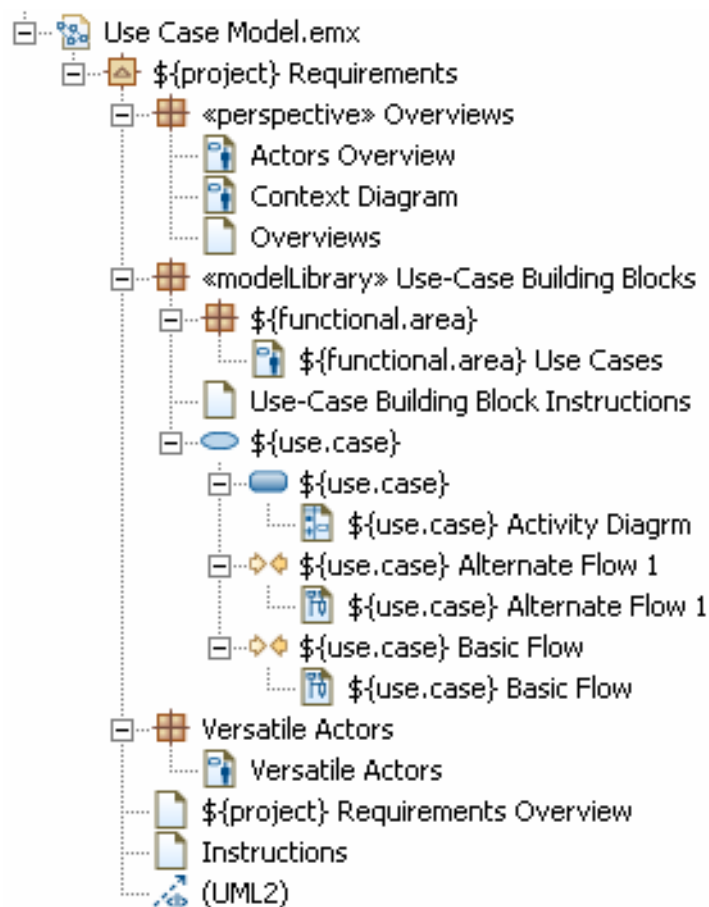 Use Case Model.emx
${project} Requirements
«perspective» Overviews
Actors Overview
Context Diagram
Overviews
«modelLibrary» Use-Case Building Blocks
${functional.area}
${functional.area} Use Cases
Use-Case Building Block Instructions
${use.case}
${use.case}
${use.case} Activity Diagrm
${use.case} Alternate Flow 1
${use.case} Alternate Flow 1
${use.case} Basic Flow
${use.case} Basic Flow
Versatile Actors
Versatile Actors
${project} Requirements Overview
Instructions
(UML2)